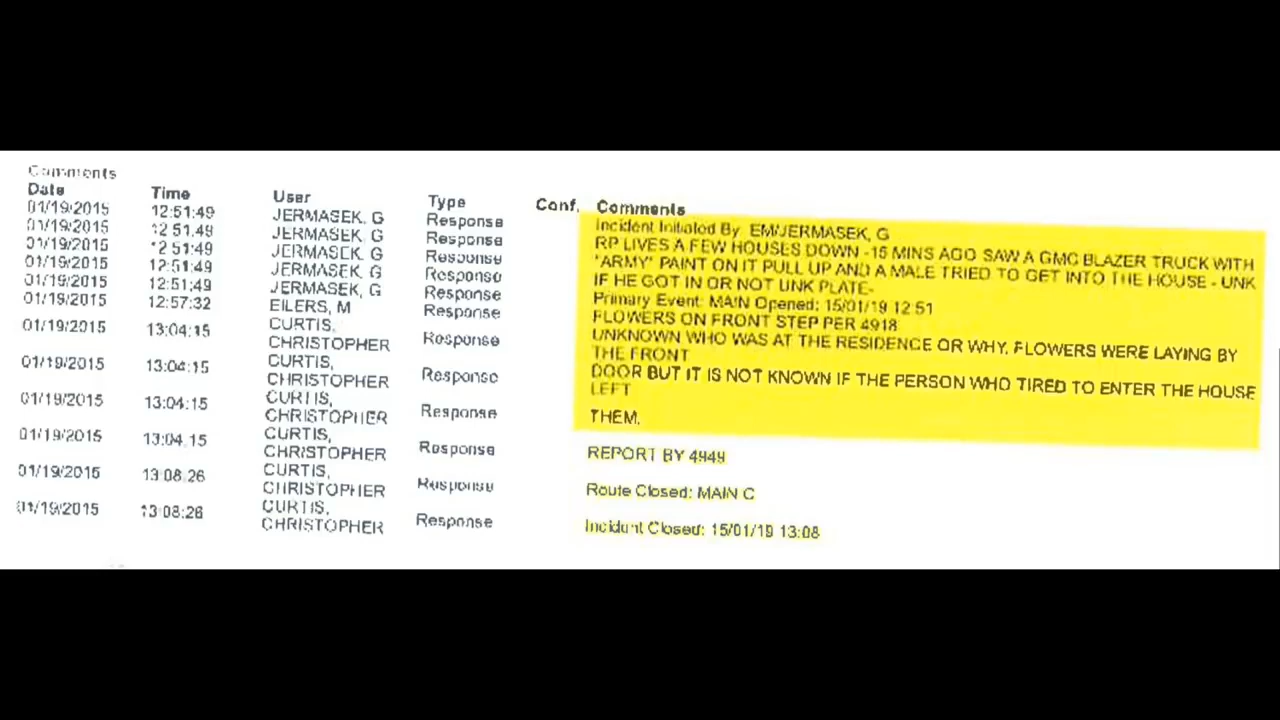 Comments
Date Time User Type Conf. Comments
01/19/2015 12:51:49 JERMASEK, G Response Incident Initiated By EM/JERMASEK, G
01/19/2015 12:51:49 JERMASEK, G Response RP LIVES A FEW HOUSES DOWN -15 MINS AGO SAW A GMC BLAZER TRUCK WITH
01/19/2015 12:51:49 JERMASEK, G Response "ARMY" PAINT ON IT PULL UP AND A MALE TRIED TO GET INTO THE HOUSE - UNK
01/19/2015 12:51:49 JERMASEK, G Response IF HE GOT IN OR NOT UNK PLATE-
01/19/2015 12:51:49 JERMASEK, G Response Primary Event: MAIN Opened: 15/01/19 12:51
01/19/2015 12:57:32 EILERS, M Response FLOWERS ON FRONT STEP PER 4918
01/19/2015 13:04:15 CURTIS, CHRISTOPHER Response UNKNOWN WHO WAS AT THE RESIDENCE OR WHY. FLOWERS WERE LAYING BY
THE FRONT
01/19/2015 13:04:15 CURTIS, CHRISTOPHER Response DOOR BUT IT IS NOT KNOWN IF THE PERSON WHO TIRED TO ENTER THE HOUSE
LEFT
01/19/2015 13:04:15 CURTIS, CHRISTOPHER Response THEM.
01/19/2015 13:04:15 CURTIS, CHRISTOPHER Response REPORT BY 4949
01/19/2015 13:08:26 CURTIS, CHRISTOPHER Response Route Closed: MAIN C
01/19/2015 13:08:26 CURTIS, CHRISTOPHER Response Incident Closed: 15/01/19 13:08